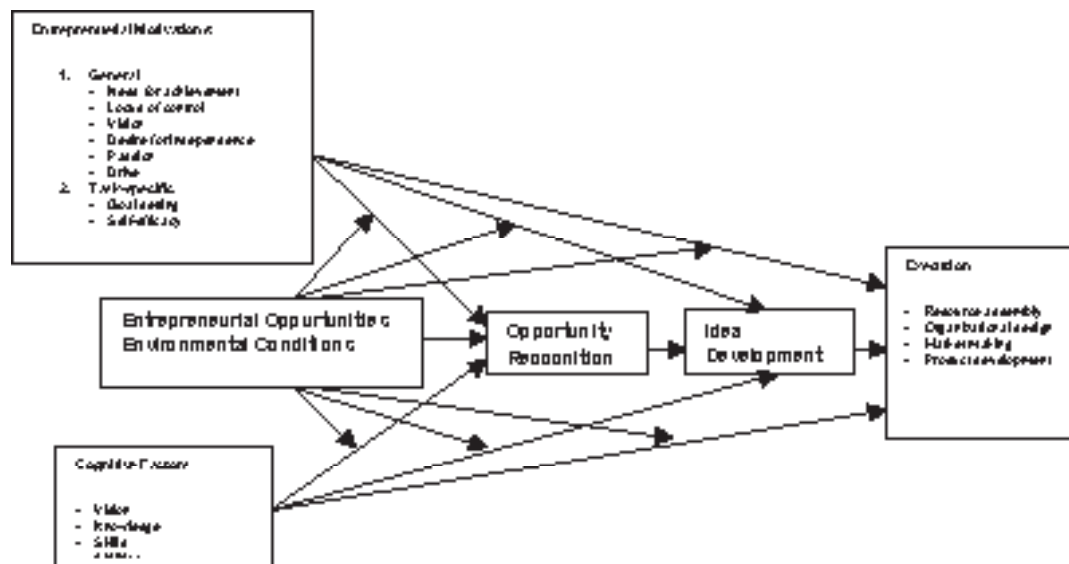 Entrepreneurial Motivations
1. General
- Need for achievement
- Locus of control
- Vision
- Desire for independence
- Passion
- Drive
2. Task-specific
- Goal setting
- Self-efficacy
Entrepreneurial Oppurtunities
Environmental Conditions
Opportunity
Recognition
Idea
Development
Execution
- Resource assembly
- Organizational design
- Market making
- Product development
Cognitive Factors
- Vision
- Knowledge
- Skills